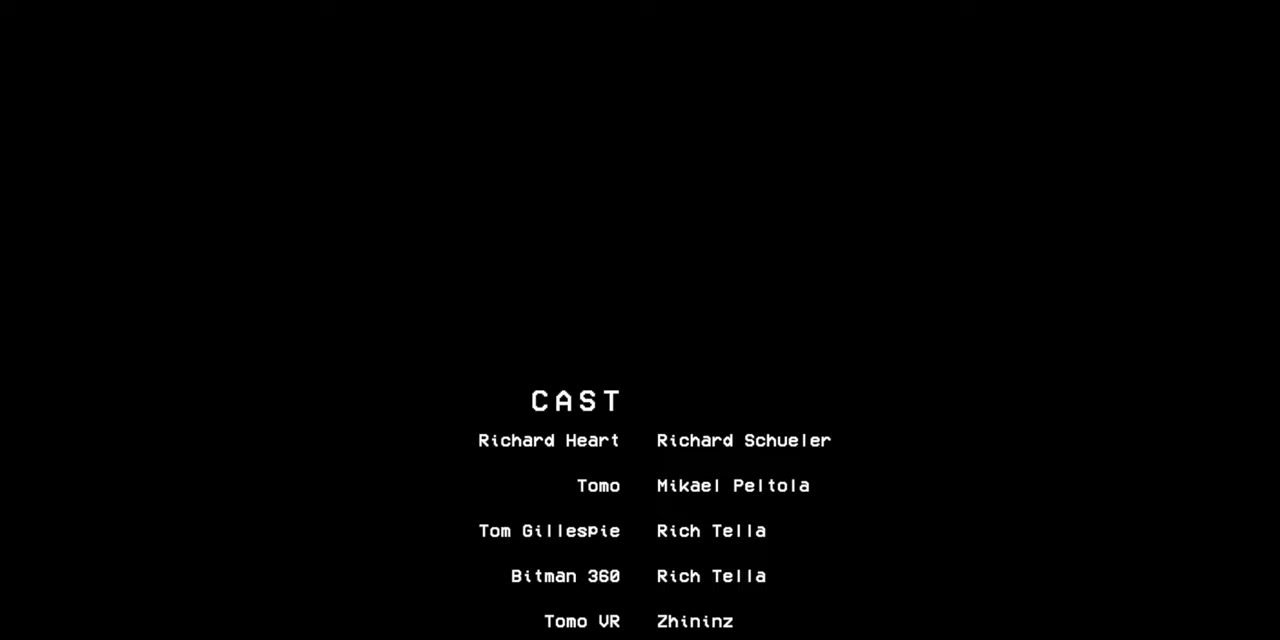 CAST
Richard Heart Richard Schueler
Tomo Mikael Peltola
Tom Gillespie Rich Tella
Bitman 360 Rich Tella
Tomo VR Zhininz